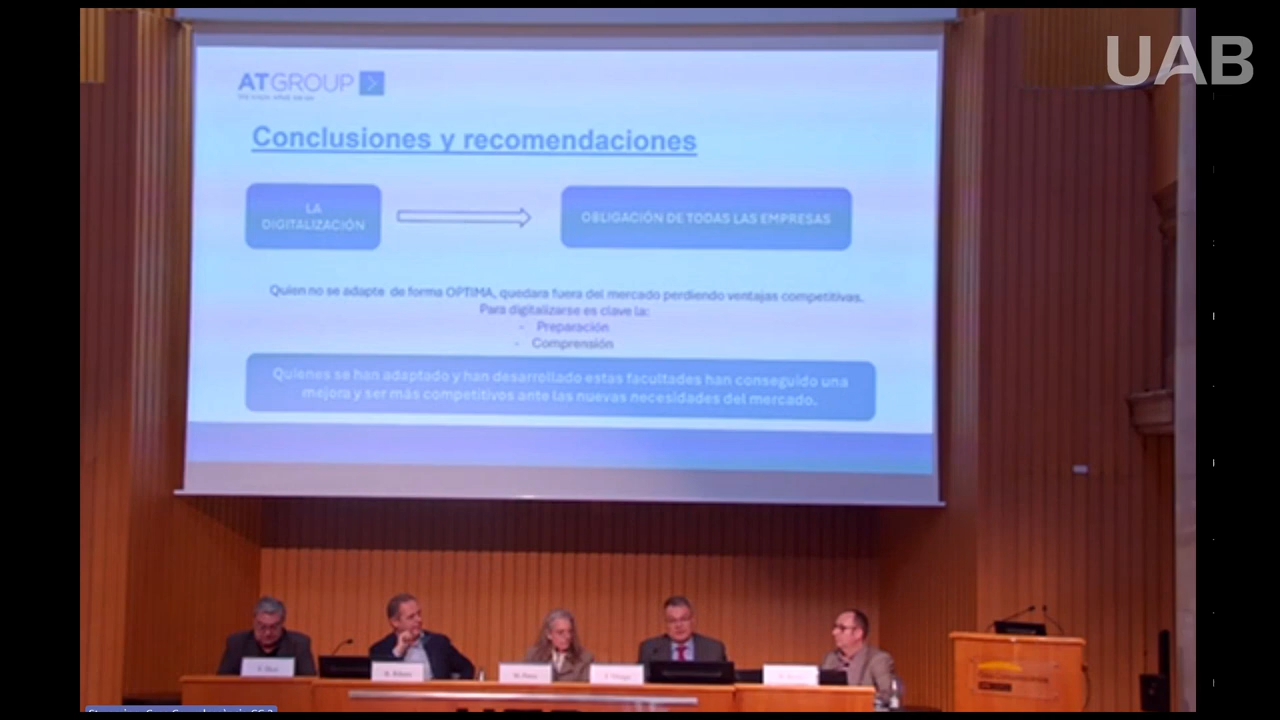 UAB
ATGROUP
Conclusiones y recomendaciones
LA
DIGITALIZACIÓN
OBLIGACIÓN DE TODAS LAS EMPRESAS
Quien no se adapte de forma OPTIMA, quedara fuera del mercado perdiendo ventajas competitivas.
Para digitalizarse es clave la:
- Preparación
- Comprensión
Quienes se han adaptado y han desarrollado estas facultades han conseguido una
mejora y ser más competitivos ante las nuevas necesidades del mercado.